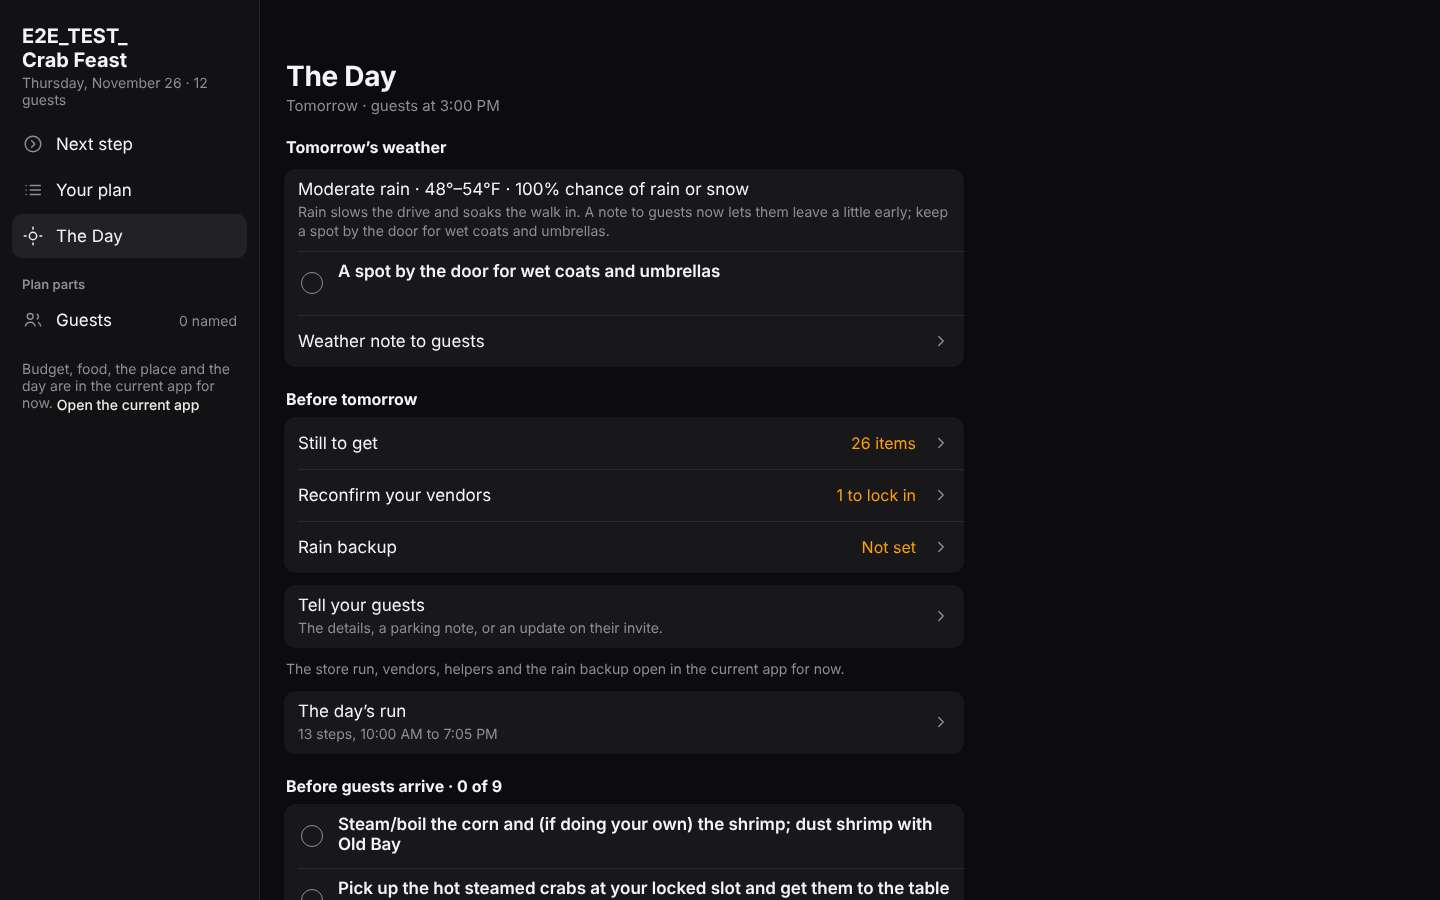 E2E_TEST_
Crab Feast
Thursday, November 26 · 12
guests
Next step
Your plan
The Day
Plan parts
Guests 0 named
Budget, food, the place and the
day are in the current app for
now. Open the current app
The Day
Tomorrow · guests at 3:00 PM
Tomorrow’s weather
Moderate rain · 48°–54°F · 100% chance of rain or snow
Rain slows the drive and soaks the walk in. A note to guests now lets them leave a little early; keep
a spot by the door for wet coats and umbrellas.
A spot by the door for wet coats and umbrellas
Weather note to guests
Before tomorrow
Still to get 26 items
Reconfirm your vendors 1 to lock in
Rain backup Not set
Tell your guests
The details, a parking note, or an update on their invite.
The store run, vendors, helpers and the rain backup open in the current app for now.
The day’s run
13 steps, 10:00 AM to 7:05 PM
Before guests arrive · 0 of 9
Steam/boil the corn and (if doing your own) the shrimp; dust shrimp with
Old Bay
Pick up the hot steamed crabs at your locked slot and get them to the table